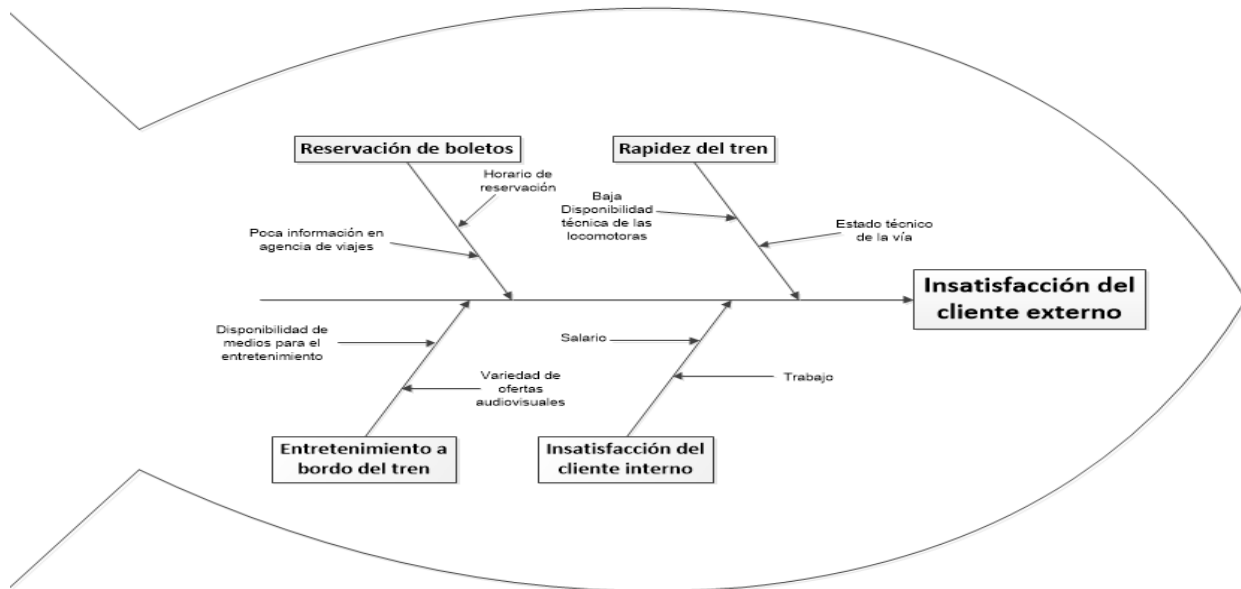 Reservación de boletos
Rapidez del tren
Horario de
reservación
Baja
Disponibilidad
técnica de las
locomotoras
Poca información en
agencia de viajes
Estado técnico
de la vía
Insatisfacción del
cliente externo
Disponibilidad de
medios para el
entretenimiento
Salario
Variedad de
ofertas
audiovisuales
Trabajo
Entretenimiento a
bordo del tren
Insatisfacción del
cliente interno